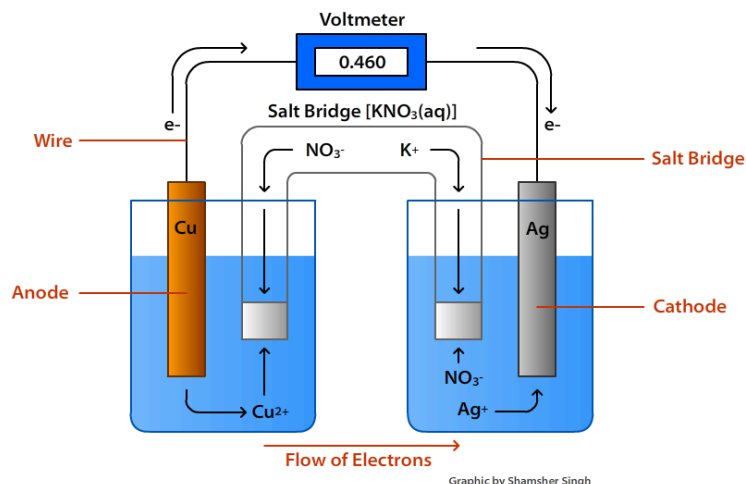 Voltmeter
0.460
e-
e-
Salt Bridge [KNO₃(aq)]
Wire
NO₃-
K+
Salt Bridge
Cu
Ag
Anode
Cathode
NO₃-
Cu²+
Ag+
Flow of Electrons
Graphic by Shamsher Singh